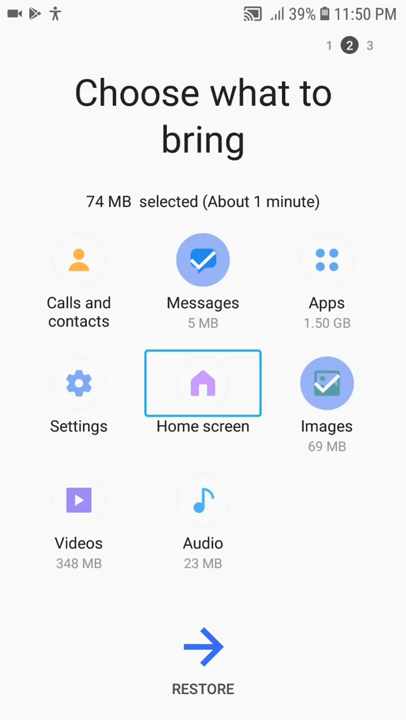 39% 11:50 PM
1 2 3
Choose what to
bring
74 MB selected (About 1 minute)
Calls and
contacts
Messages
5 MB
Apps
1.50 GB
Settings
Home screen
Images
69 MB
Videos
348 MB
Audio
23 MB
RESTORE